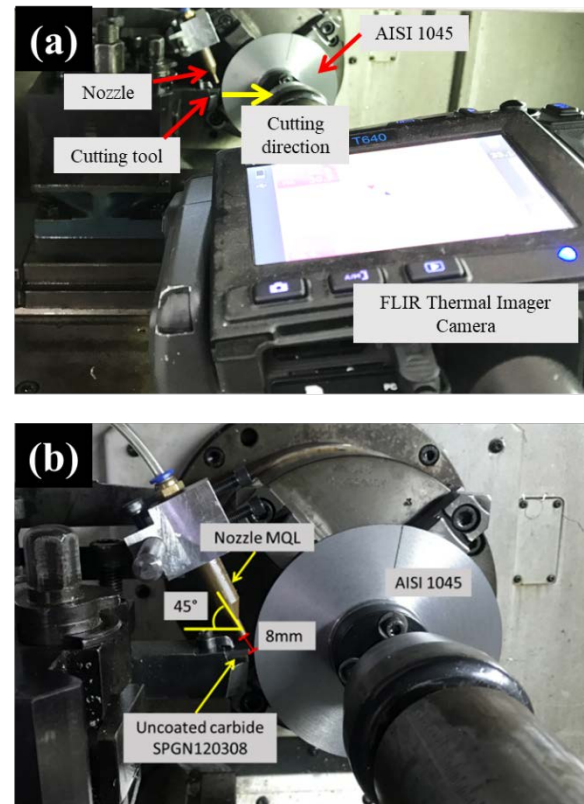 (a)
AISI 1045
Nozzle
Cutting tool
Cutting
direction
T640
FLIR Thermal Imager
Camera
(b)
Nozzle MQL
AISI 1045
45°
8mm
Uncoated carbide
SPGN120308